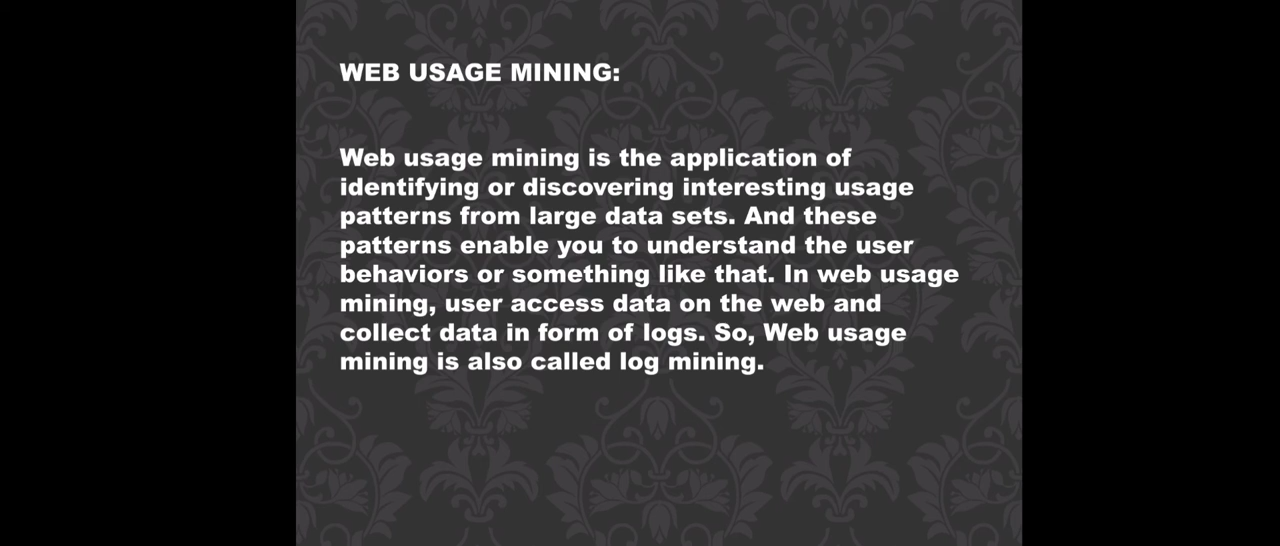 WEB USAGE MINING:
Web usage mining is the application of
identifying or discovering interesting usage
patterns from large data sets. And these
patterns enable you to understand the user
behaviors or something like that. In web usage
mining, user access data on the web and
collect data in form of logs. So, Web usage
mining is also called log mining.